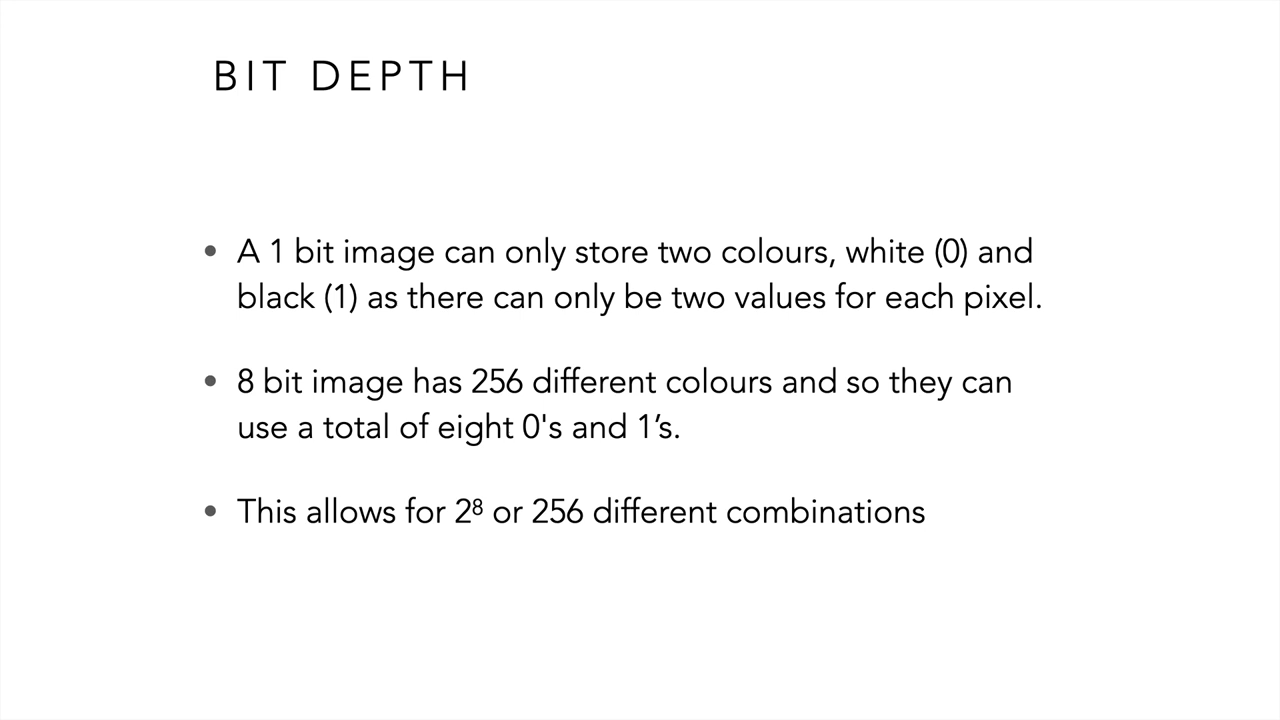 BIT DEPTH
• A 1 bit image can only store two colours, white (0) and
black (1) as there can only be two values for each pixel.
• 8 bit image has 256 different colours and so they can
use a total of eight 0's and 1’s.
• This allows for 2⁸ or 256 different combinations